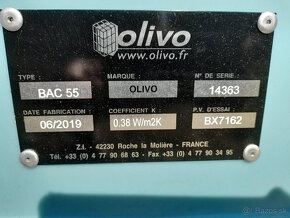 olivo
www.olivo.fr
TYPE : MARQUE : N° DE SERIE :
BAC 55 OLIVO 14363
DATE FABRICATION : COEFFICIENT K : P.V. D'ESSAI :
06/2019 0.38 W/m2K BX7162
Z.I. - 42230 Roche la Moliere - FRANCE
Tél. +33 (0) 4 77 90 68 63 - Fax +33 (0) 4 77 90 34 95